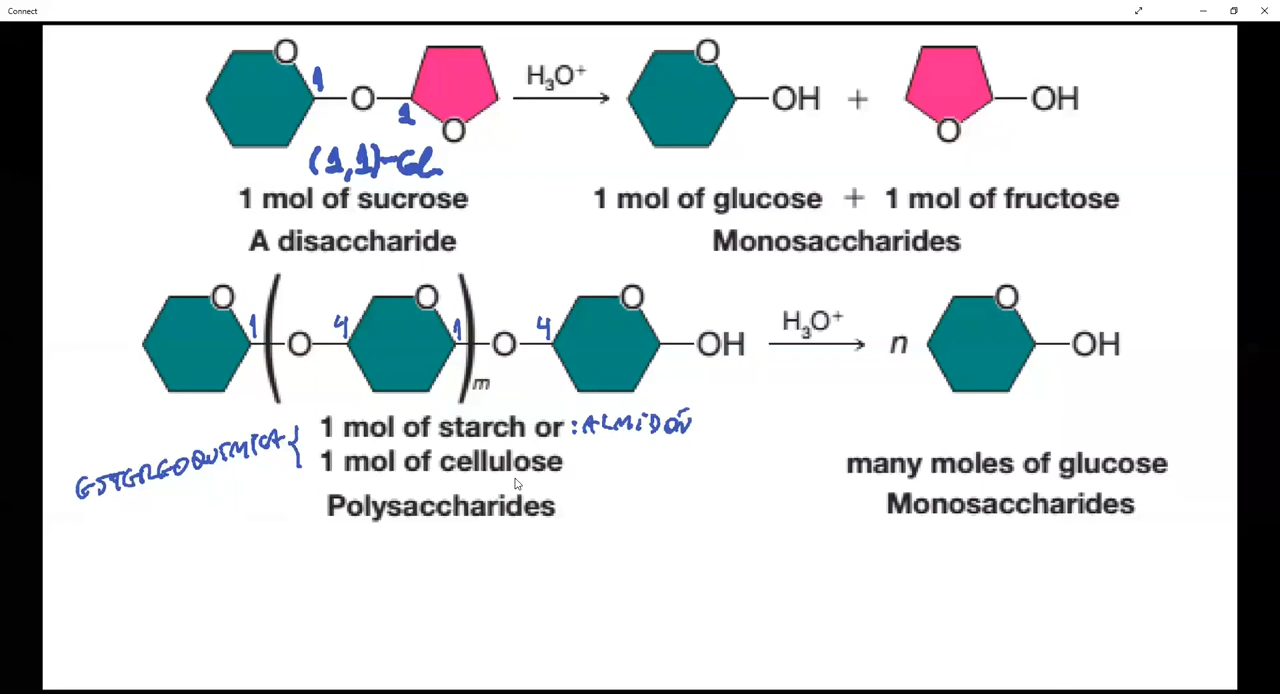 Connect
O
1
O
1
O
H₃O⁺
O
OH + O OH
(1,1)-GL
1 mol of sucrose 1 mol of glucose + 1 mol of fructose
A disaccharide Monosaccharides
O O O O
1 ( O 4 1 )m O 4 OH H₃O⁺ n OH
1 mol of starch or : ALMIDÓN
ESTEREOQUIMICA { 1 mol of cellulose many moles of glucose
Polysaccharides Monosaccharides